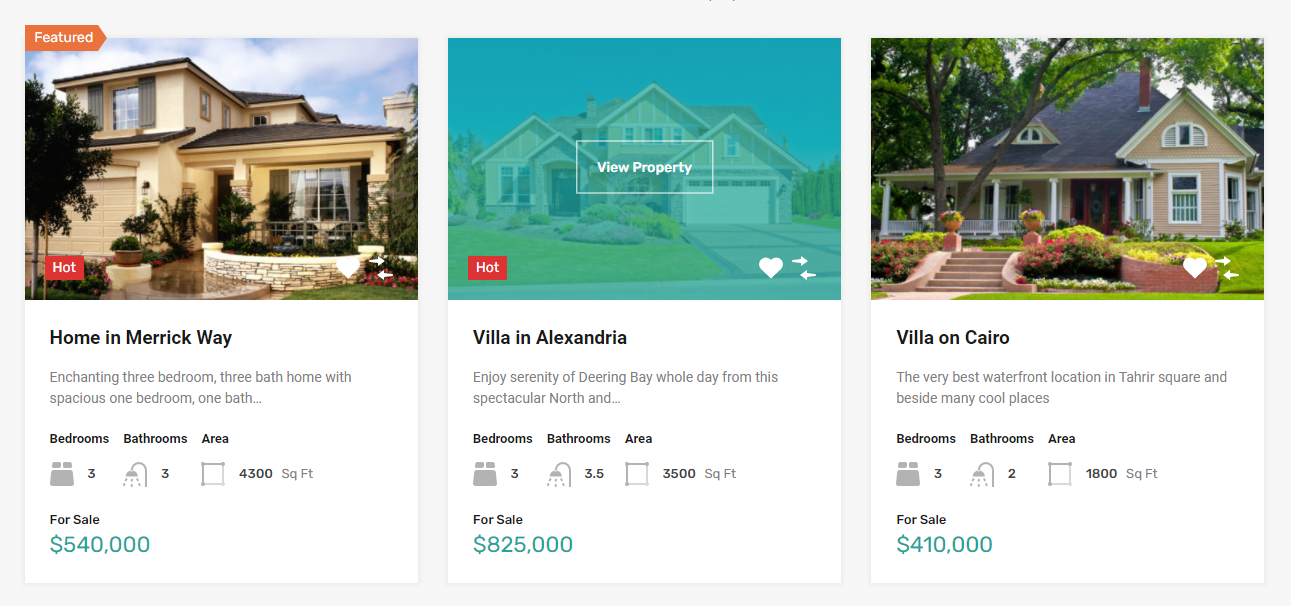 Featured
Hot
Home in Merrick Way
Enchanting three bedroom, three bath home with
spacious one bedroom, one bath...
Bedrooms Bathrooms Area
3 3 4300 Sq Ft
For Sale
$540,000
View Property
Hot
Villa in Alexandria
Enjoy serenity of Deering Bay whole day from this
spectacular North and...
Bedrooms Bathrooms Area
3 3.5 3500 Sq Ft
For Sale
$825,000
Villa on Cairo
The very best waterfront location in Tahrir square and
beside many cool places
Bedrooms Bathrooms Area
3 2 1800 Sq Ft
For Sale
$410,000